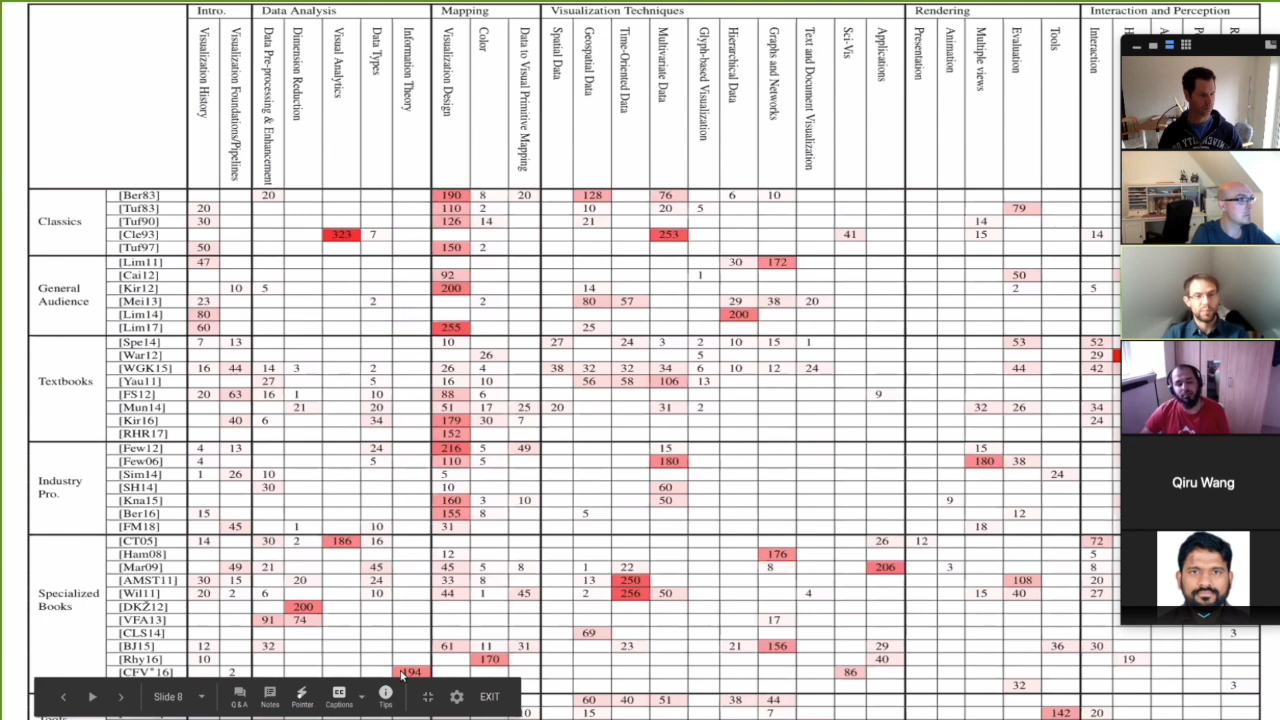 Intro. Data Analysis Mapping Visualization Techniques Rendering Interaction and Perception
Visualization History
Visualization Foundations/Pipelines
Data Pre-processing & Enhancement
Dimension Reduction
Visual Analytics
Data Types
Information Theory
Visualization Design
Color
Data to Visual Primitive Mapping
Spatial Data
Geospatial Data
Time-Oriented Data
Multivariate Data
Glyph-based Visualization
Hierarchical Data
Graphs and Networks
Text and Document Visualization
Sci-Vis
Applications
Presentation
Animation
Multiple views
Evaluation
Tools
Interaction
Classics
[Ber83] 20 190 8 20 128 76 6 10
[Tuf83] 20 110 2 10 20 5 79
[Tuf90] 30 126 14 21 14
[Cle93] 323 7 253 41 15 14
[Tuf97] 50 150 2
General
Audience
[Lim11] 47 30 172
[Cai12] 92 1 50
[Kir12] 10 5 200 14 2 5
[Mei13] 23 2 2 80 57 29 38 20
[Lim14] 80 200
[Lim17] 60 255 25
Textbooks
[Spe14] 7 13 10 27 24 3 2 10 15 1 53 52
[War12] 26 5 29
[WGK15] 16 44 14 3 2 26 4 38 32 32 34 6 10 12 24 44 42
[Yau11] 27 5 16 10 56 58 106 13
[FS12] 20 63 16 1 10 88 6 9
[Mun14] 21 20 51 17 25 20 31 2 32 26 34
[Kir16] 40 6 34 179 30 7 24
[RHR17] 152
Industry
Pro.
[Few12] 4 13 24 216 5 49 15 15
[Few06] 4 5 110 5 180 180 38
[Sim14] 1 26 10 5 24
[SH14] 30 10 60
[Kna15] 160 3 10 50 9
[Ber16] 15 155 8 5 12
[FM18] 45 1 10 31 18
Specialized
Books
[CT05] 14 30 2 186 16 26 12 72
[Ham08] 12 176 5
[Mar09] 49 21 45 45 5 8 1 22 8 206 3 8
[AMST11] 30 15 20 24 33 8 13 250 108 20
[Wil11] 20 2 6 10 44 1 45 2 256 50 4 15 40 27
[DKŽ12] 200
[VFA13] 91 74 17
[CLS14] 69 3
[BJ15] 12 32 61 11 31 23 21 156 29 36 30
[Rhy16] 10 170 40 19
[CFV*16] 2 194 86
32 3
60 40 51 38 44
Tools 15 7 142 20
Slide 8
Q & A
Notes
Pointer
Captions
Tips
EXIT
Qiru Wang